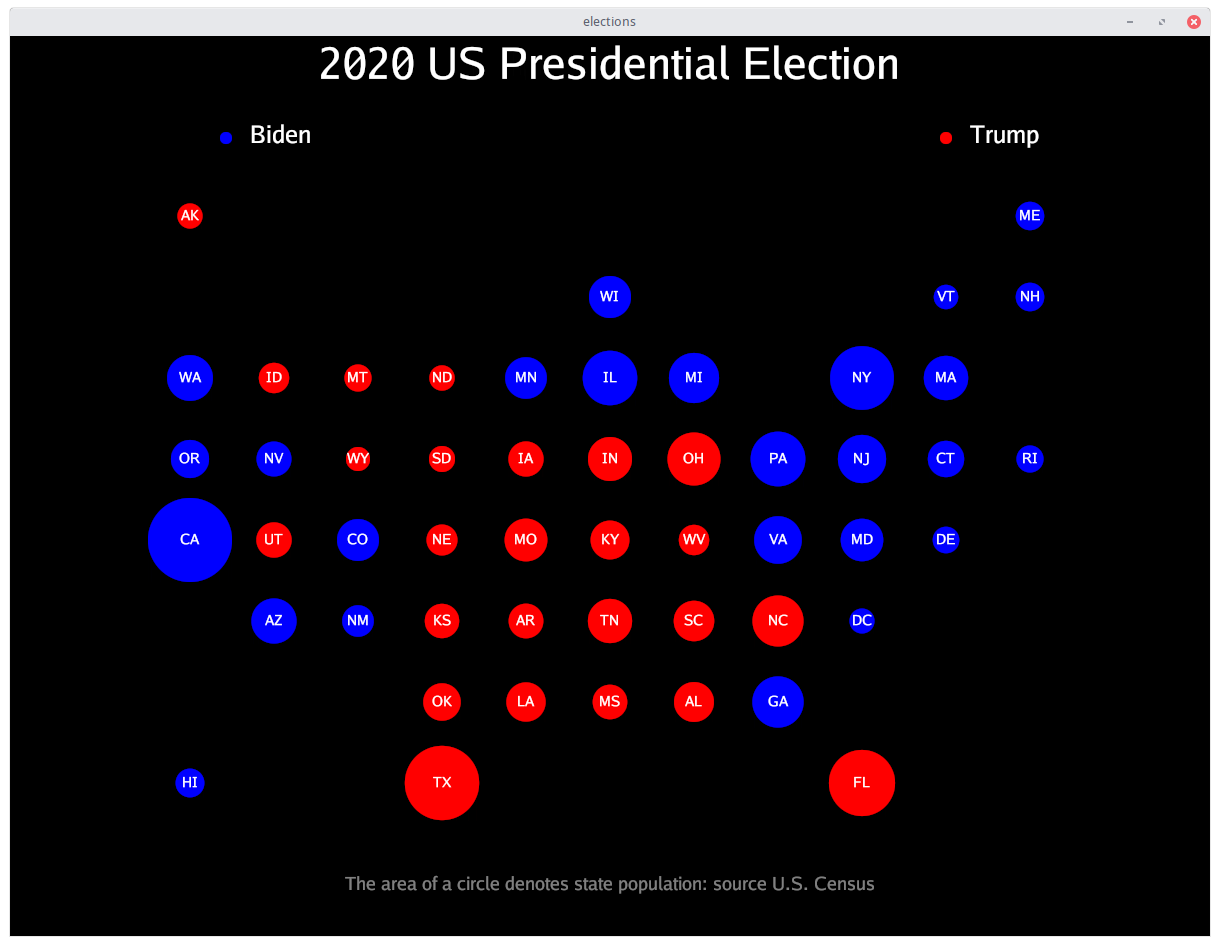 elections
2020 US Presidential Election
Biden Trump
AK ME
WI VT NH
WA ID MT ND MN IL MI NY MA
OR NV WY SD IA IN OH PA NJ CT RI
CA UT CO NE MO KY WV VA MD DE
AZ NM KS AR TN SC NC DC
OK LA MS AL GA
HI TX FL
The area of a circle denotes state population: source U.S. Census